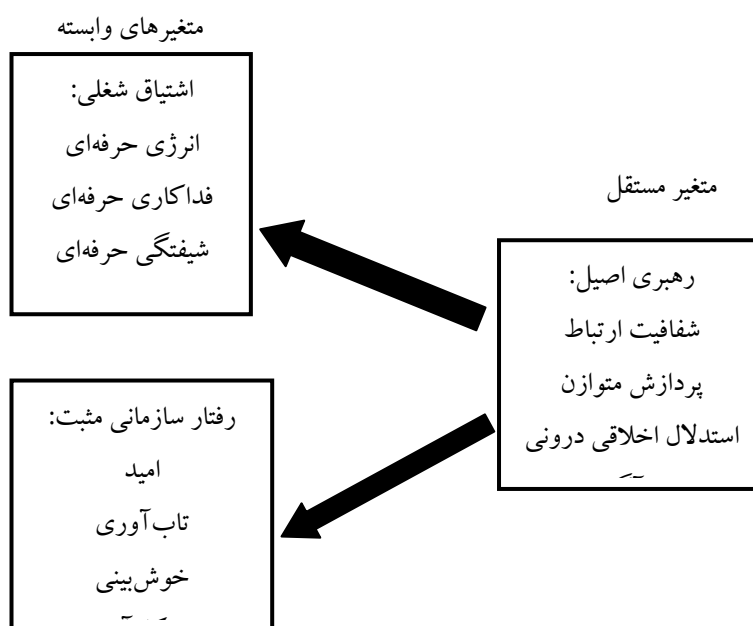 متغیرهای وابسته
اشتیاق شغلی:
انرژی حرفه‌ای
فداکاری حرفه‌ای
شیفتگی حرفه‌ای
متغیر مستقل
رهبری اصیل:
شفافیت ارتباط
پردازش متوازن
استدلال اخلاقی درونی
رفتار سازمانی مثبت:
امید
تاب‌آوری
خوش‌بینی